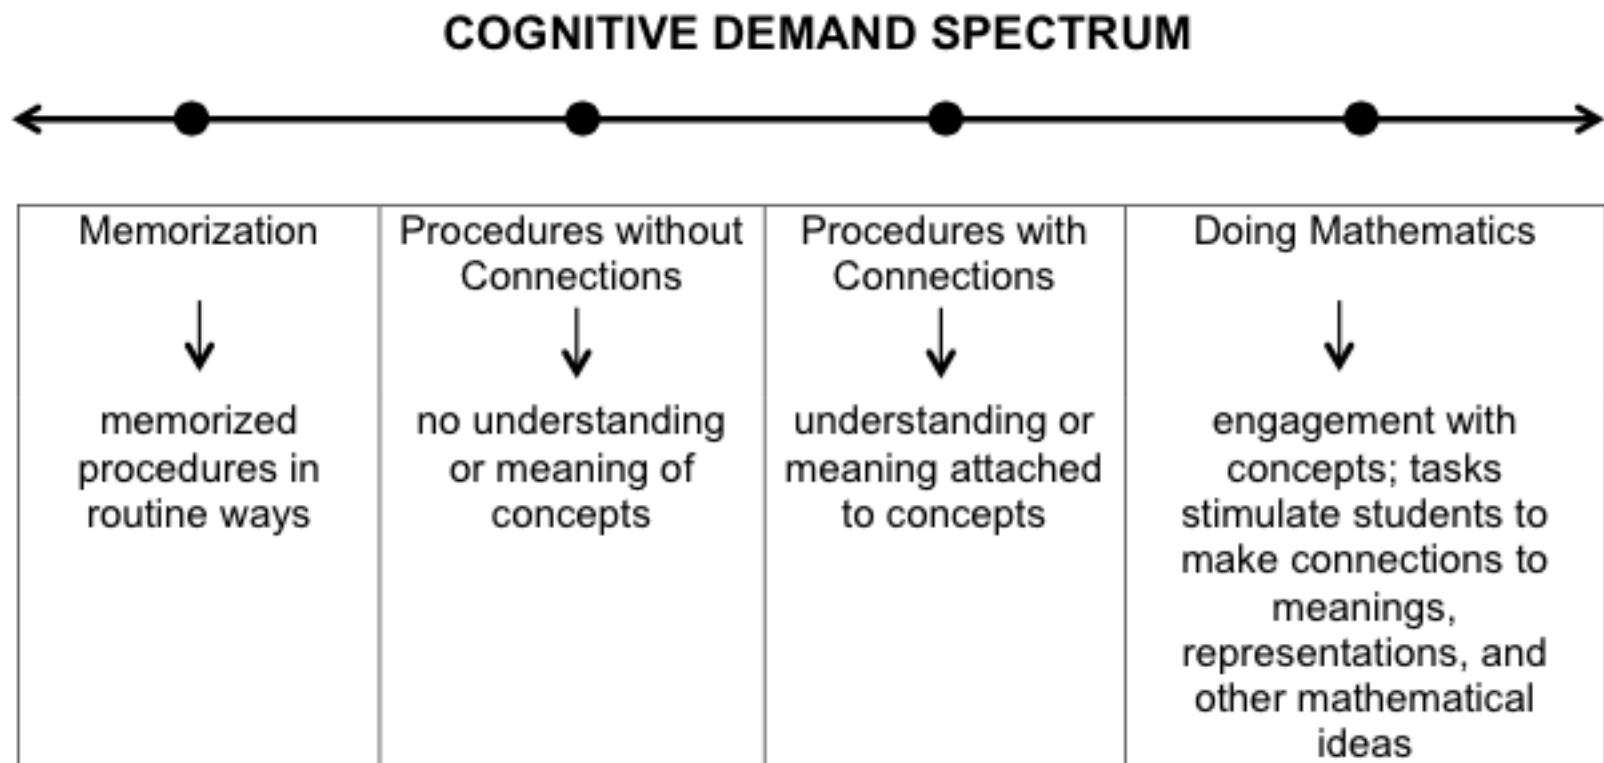 COGNITIVE DEMAND SPECTRUM
Memorization
memorized
procedures in
routine ways
Procedures without
Connections
no understanding
or meaning of
concepts
Procedures with
Connections
understanding or
meaning attached
to concepts
Doing Mathematics
engagement with
concepts; tasks
stimulate students to
make connections to
meanings,
representations, and
other mathematical
ideas